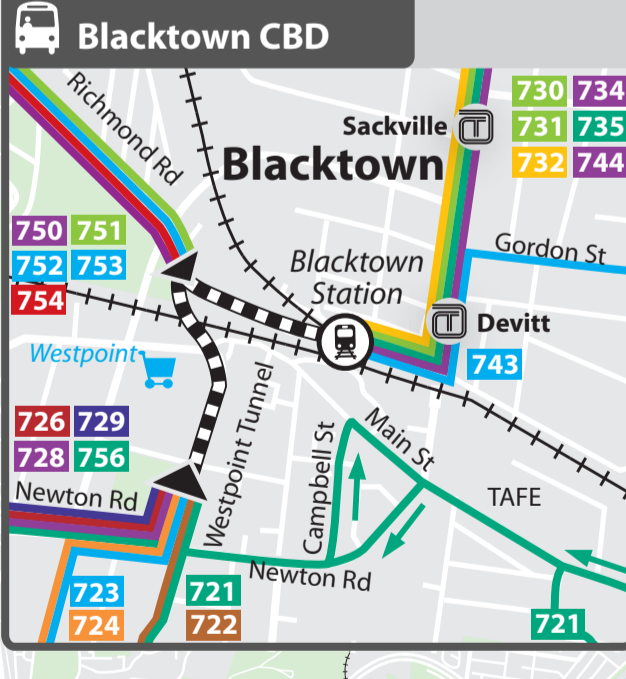 Blacktown CBD
Richmond Rd
Sackville
Blacktown
730 734
731 735
732 744
Gordon St
750 751
752 753
754
Blacktown
Station
Devitt
743
Westpoint
726 729
728 756
Newton Rd
Westpoint Tunnel
Campbell St
Main St
TAFE
Newton Rd
723
724
721
722
721